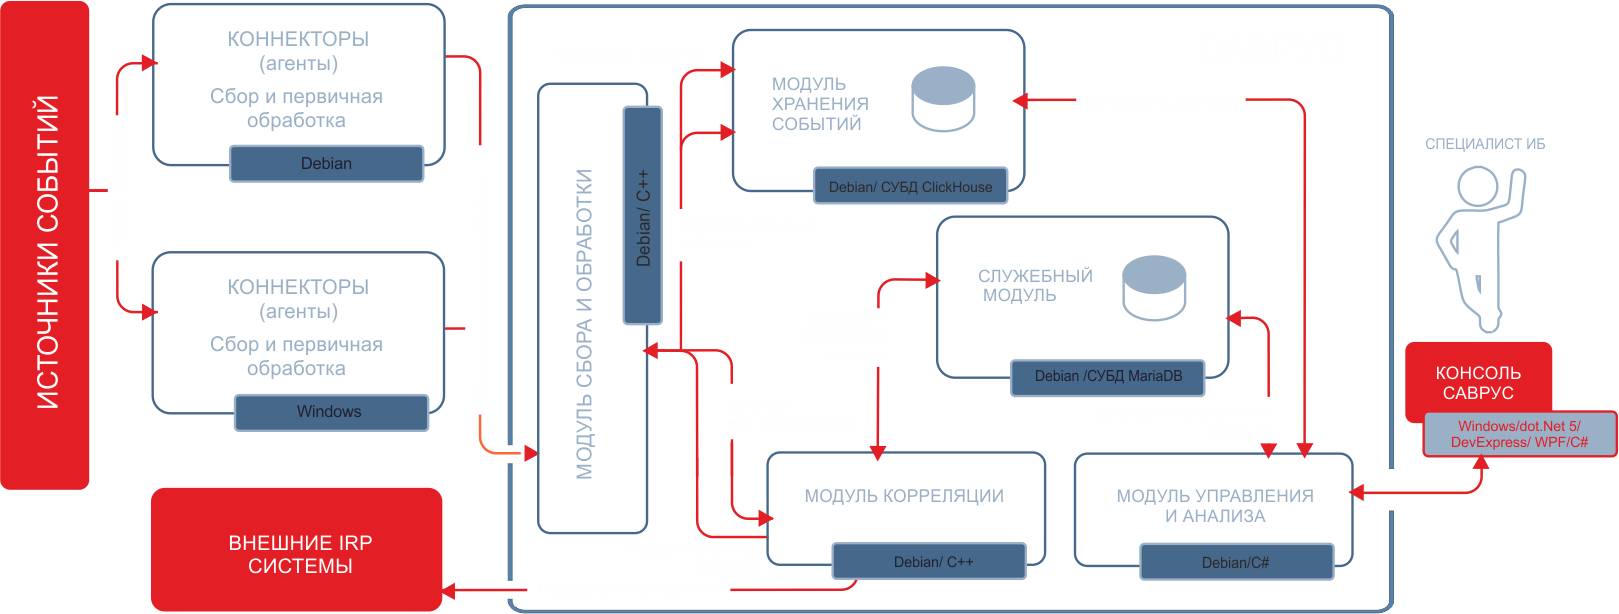 ИСТОЧНИКИ СОБЫТИЙ
КОННЕКТОРЫ
(агенты)
Сбор и первичная
обработка
Debian
КОННЕКТОРЫ
(агенты)
Сбор и первичная
обработка
Windows
ВНЕШНИЕ IRP
СИСТЕМЫ
МОДУЛЬ СБОРА И ОБРАБОТКИ
Debian/ C++
МОДУЛЬ
ХРАНЕНИЯ
СОБЫТИЙ
Debian/ СУБД ClickHouse
СЛУЖЕБНЫЙ
МОДУЛЬ
Debian /СУБД MariaDB
МОДУЛЬ КОРРЕЛЯЦИИ
Debian/ C++
МОДУЛЬ УПРАВЛЕНИЯ
И АНАЛИЗА
Debian/C#
СПЕЦИАЛИСТ ИБ
КОНСОЛЬ
САВРУС
Windows/dot.Net 5/
DevExpress/ WPF/C#